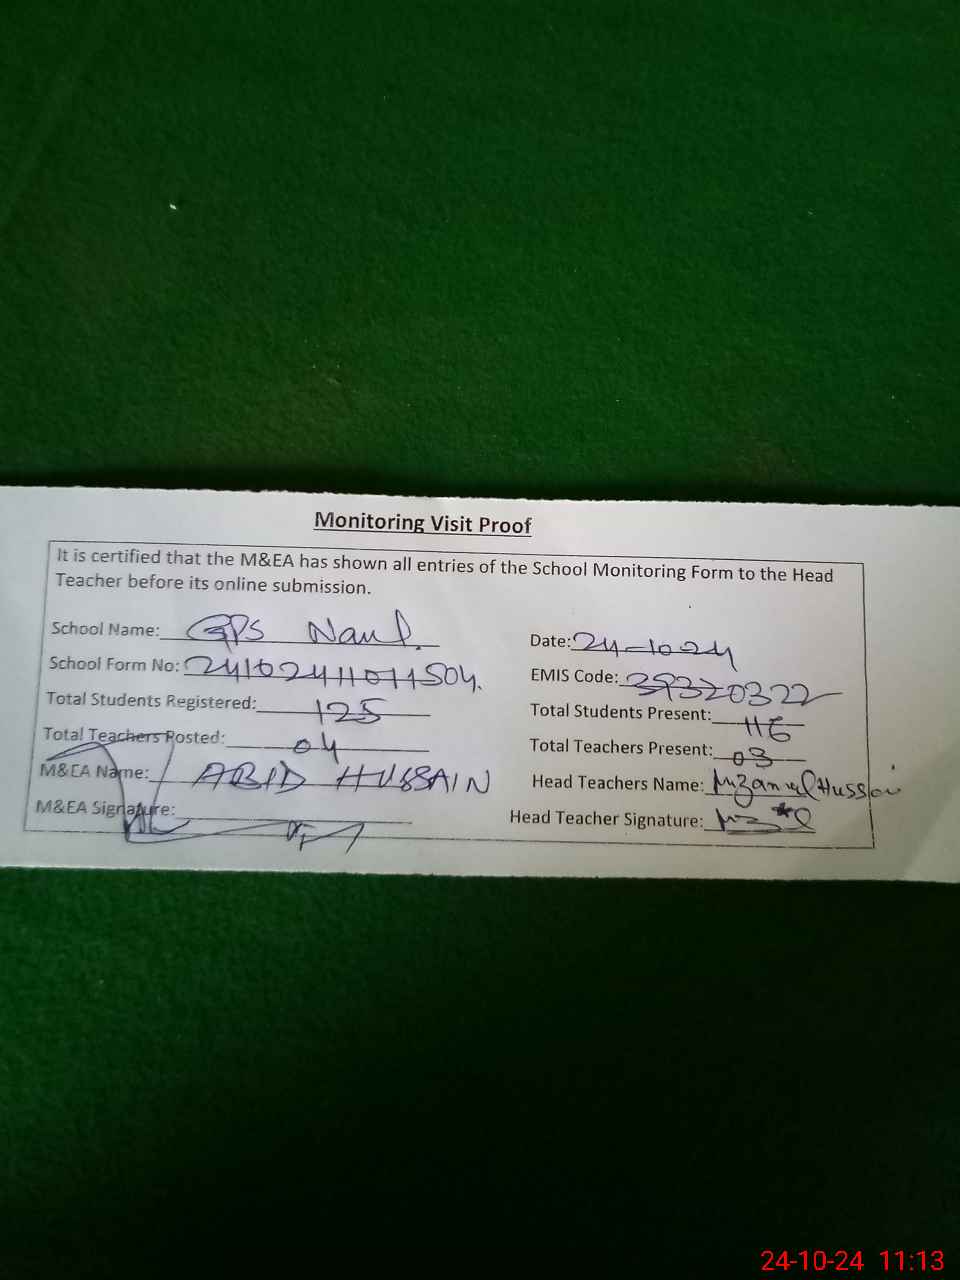 Monitoring Visit Proof
It is certified that the M&EA has shown all entries of the School Monitoring Form to the Head
Teacher before its online submission.
School Name: GPS Naul.
Date: 24-10-24
School Form No: 24102411011504.
EMIS Code: 39320322
Total Students Registered: 125
Total Students Present: 116
Total Teachers Posted: 04
Total Teachers Present: 03
M&EA Name: ABID HUSSAIN
Head Teachers Name: Muzammil Hussain
M&EA Signature:
Head Teacher Signature:
24-10-24 11:13